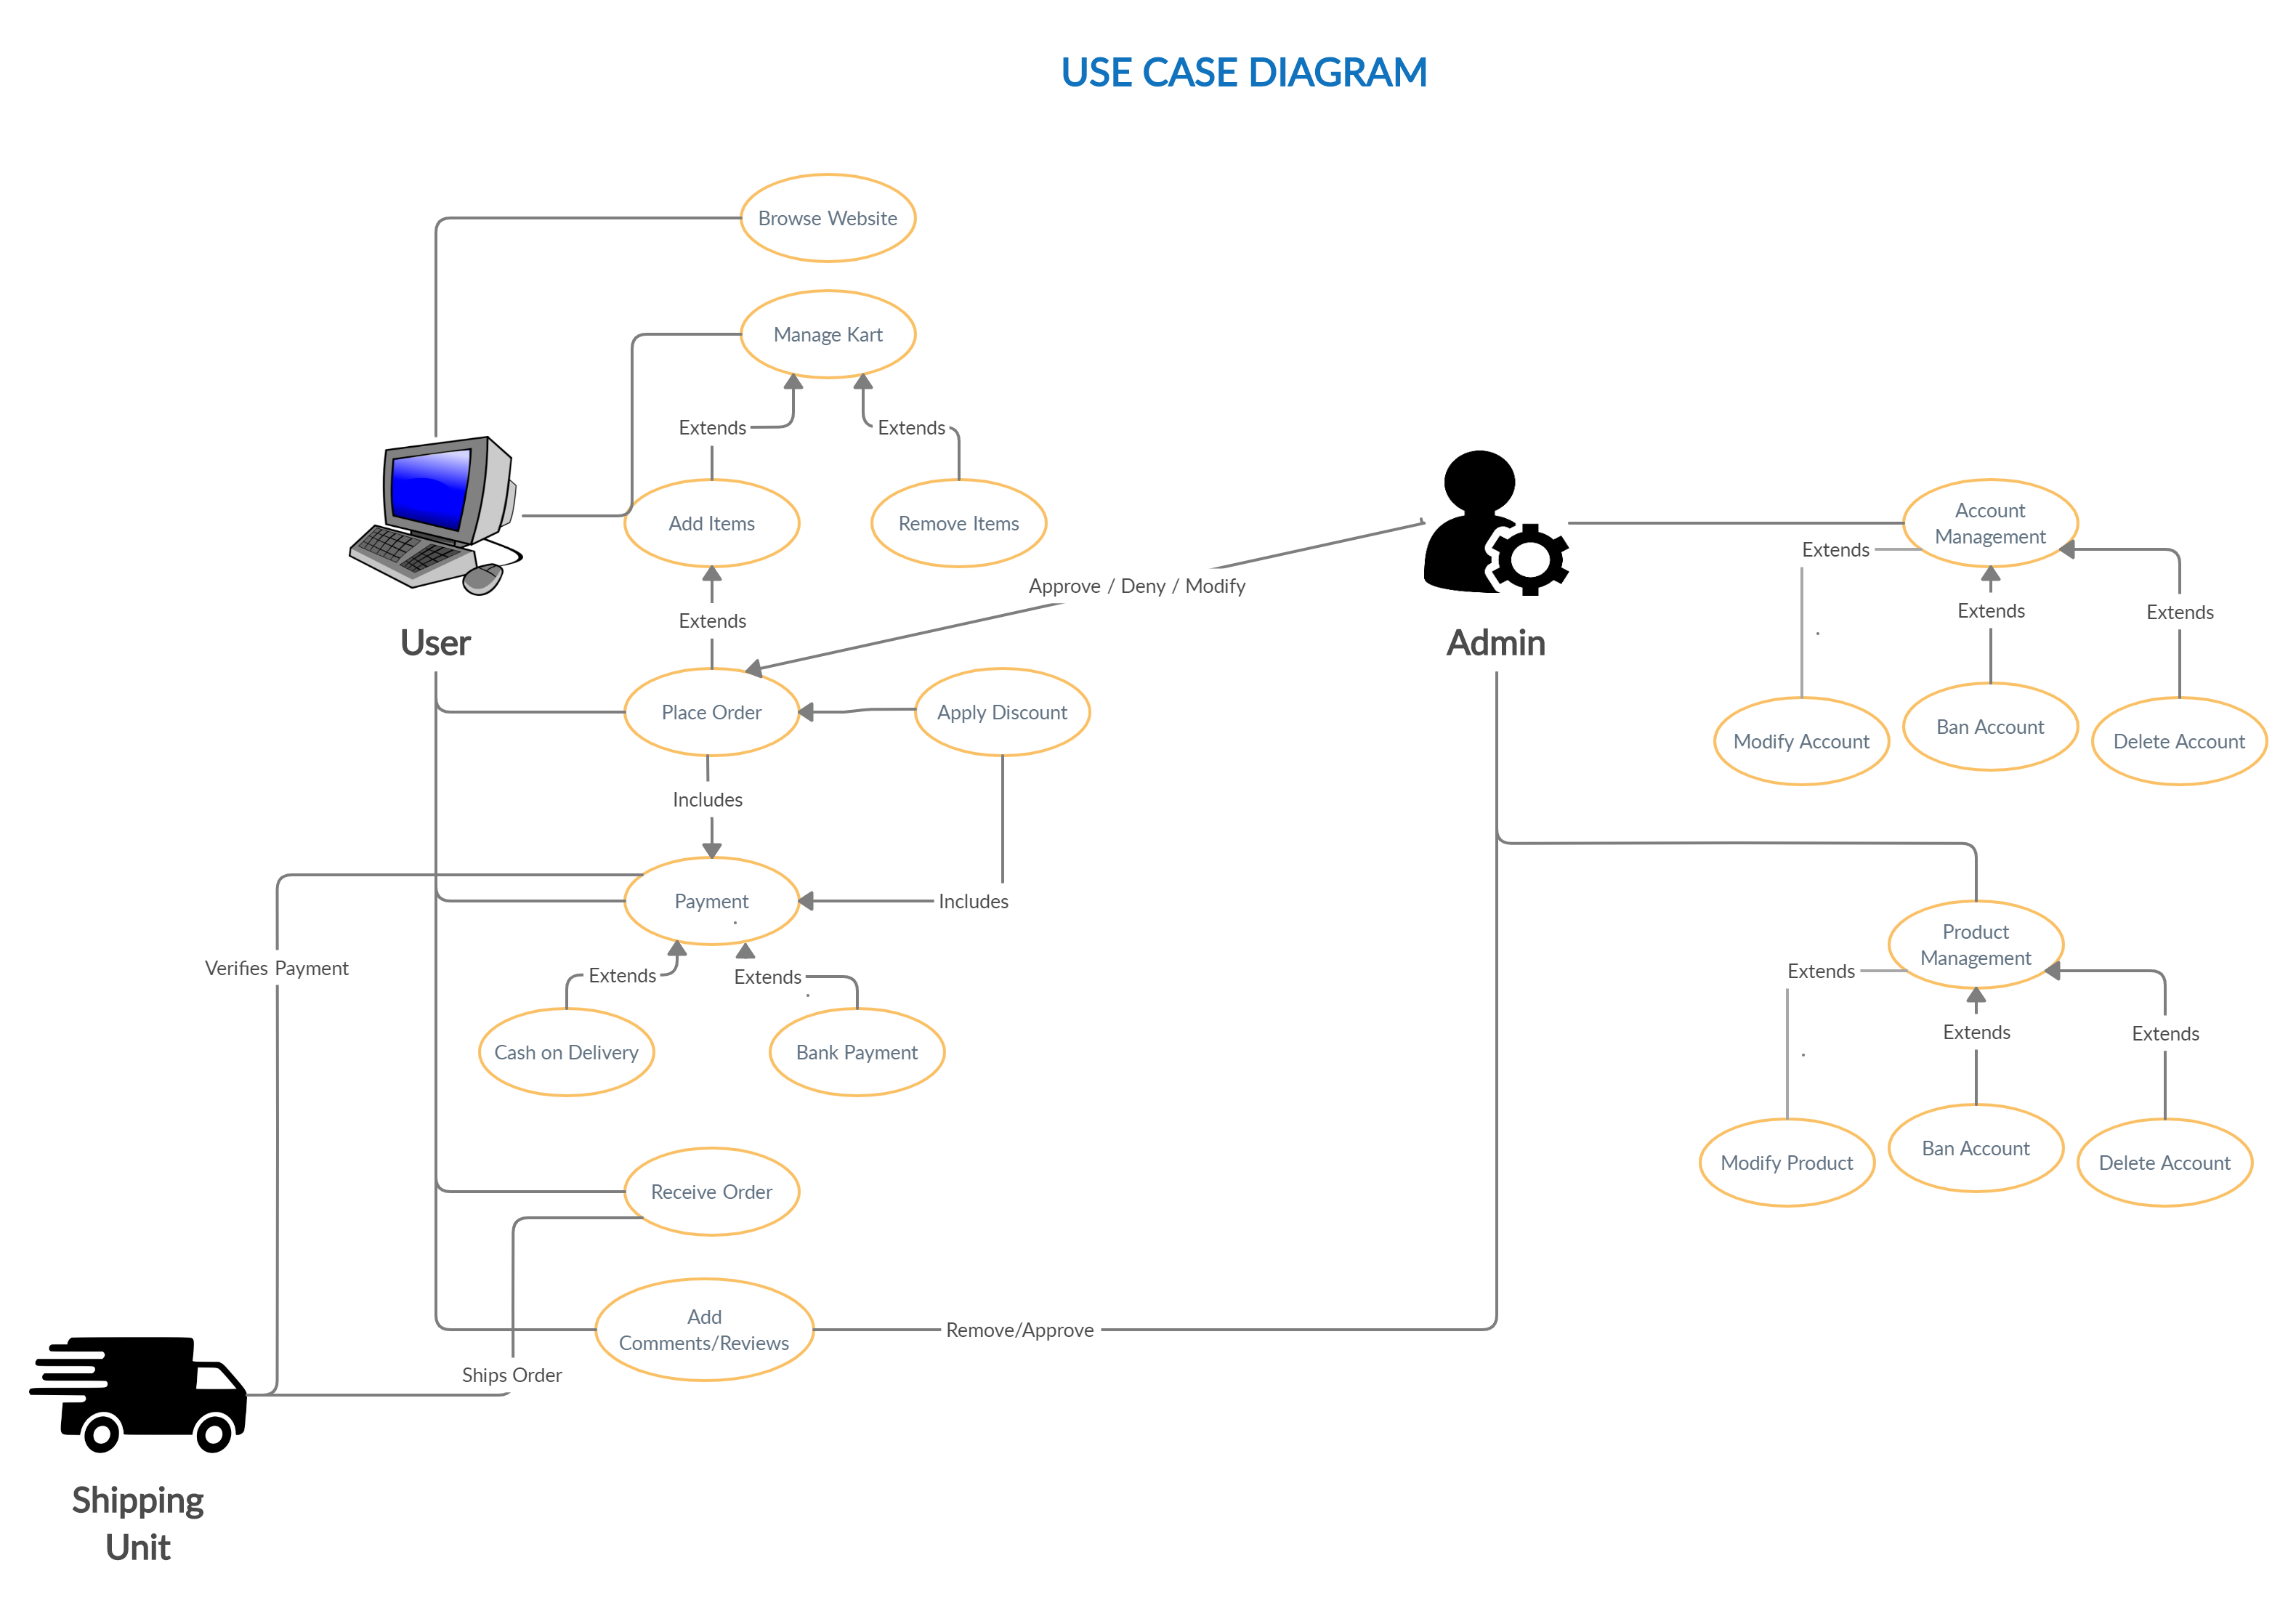 USE CASE DIAGRAM
Browse Website
Manage Kart
Extends
Extends
Add Items
Remove Items
Account
Management
Extends
Approve / Deny / Modify
Extends
Extends
Extends
User
Admin
Place Order
Apply Discount
Modify Account
Ban Account
Delete Account
Includes
Payment
Includes
Product
Management
Verifies Payment
Extends
Extends
Extends
Extends
Extends
Cash on Delivery
Bank Payment
Modify Product
Ban Account
Delete Account
Receive Order
Add
Comments/Reviews
Remove/Approve
Ships Order
Shipping
Unit